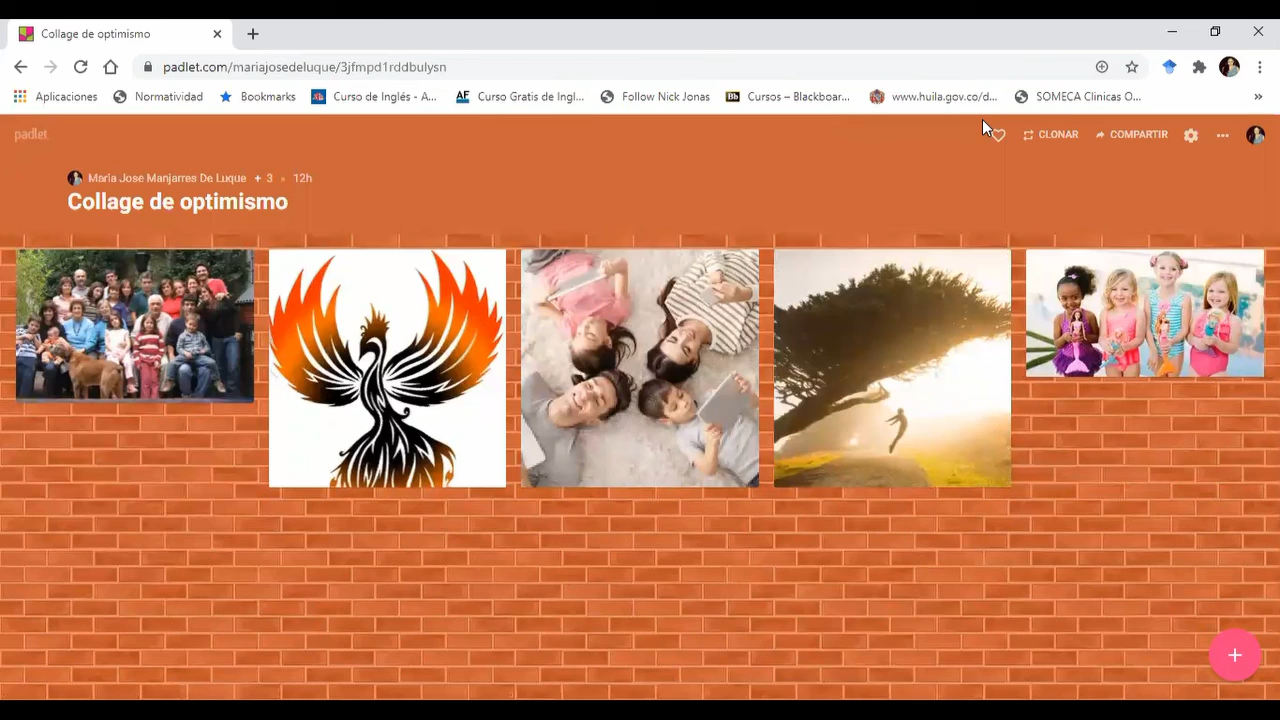 Collage de optimismo
padlet.com/mariajosedeluque/3jfmpd1rddbulysn
Aplicaciones Normatividad Bookmarks Curso de Inglés - A... AF Curso Gratis de Ingl... Follow Nick Jonas Bb Cursos – Blackboar... www.huila.gov.co/d... SOMECA Clinicas O... »
padlet CLONAR COMPARTIR
Maria Jose Manjarres De Luque + 3 12h
Collage de optimismo